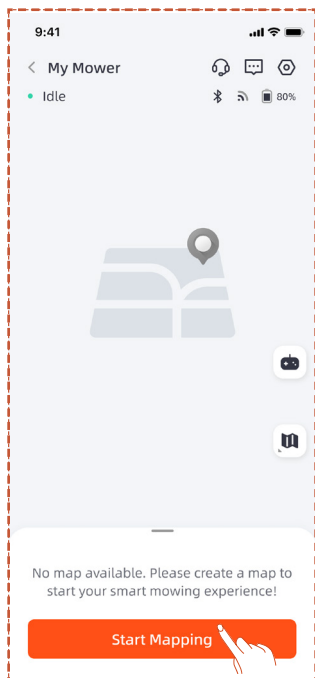 9:41
My Mower
Idle
80%
No map available. Please create a map to
start your smart mowing experience!
Start Mapping